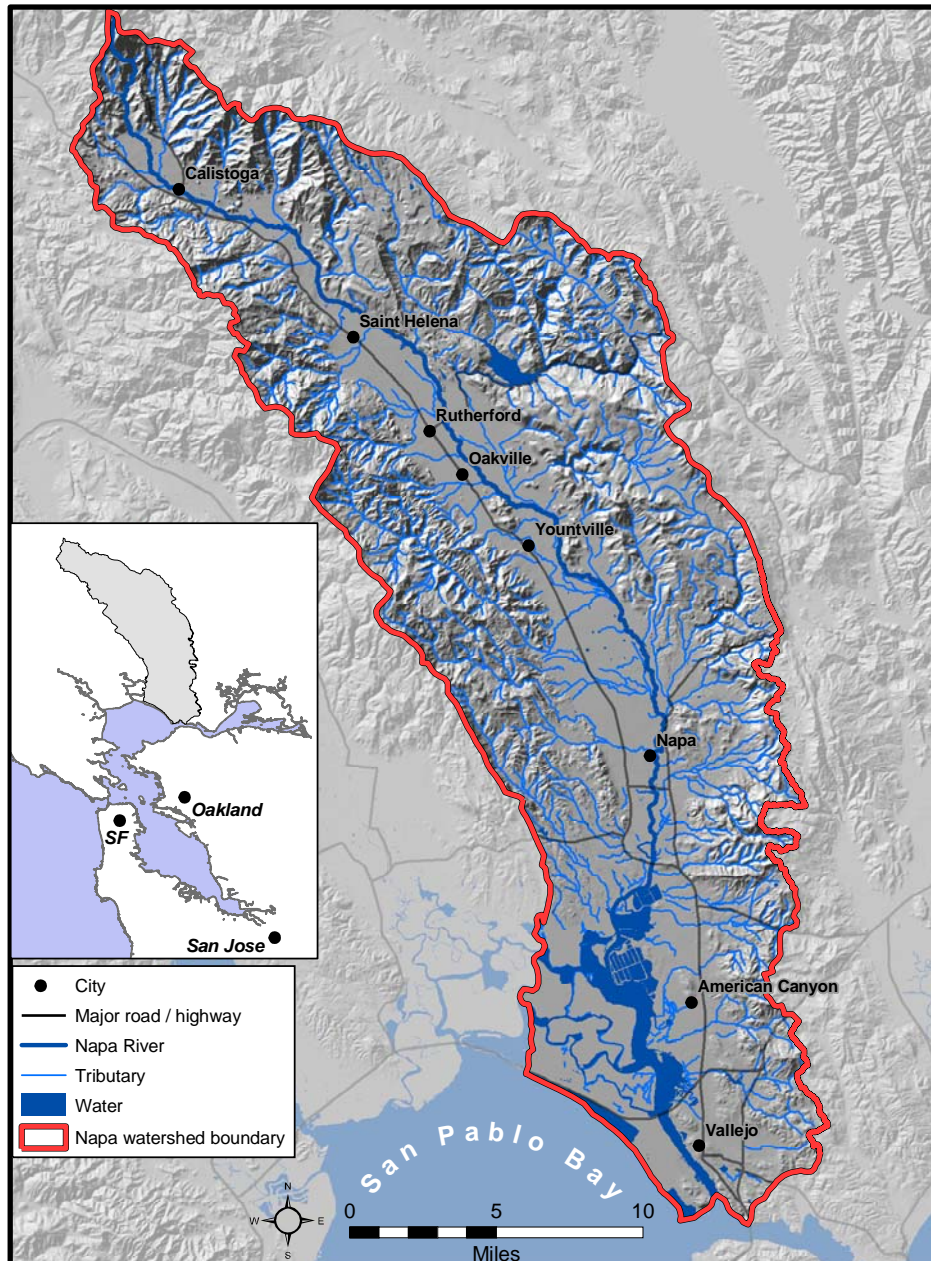 Calistoga
Saint Helena
Rutherford
Oakville
Yountville
Napa
American Canyon
Vallejo
Oakland
SF
San Jose
City
Major road / highway
Napa River
Tributary
Water
Napa watershed boundary
San Pablo Bay
N
W E
S
0 5 10
Miles